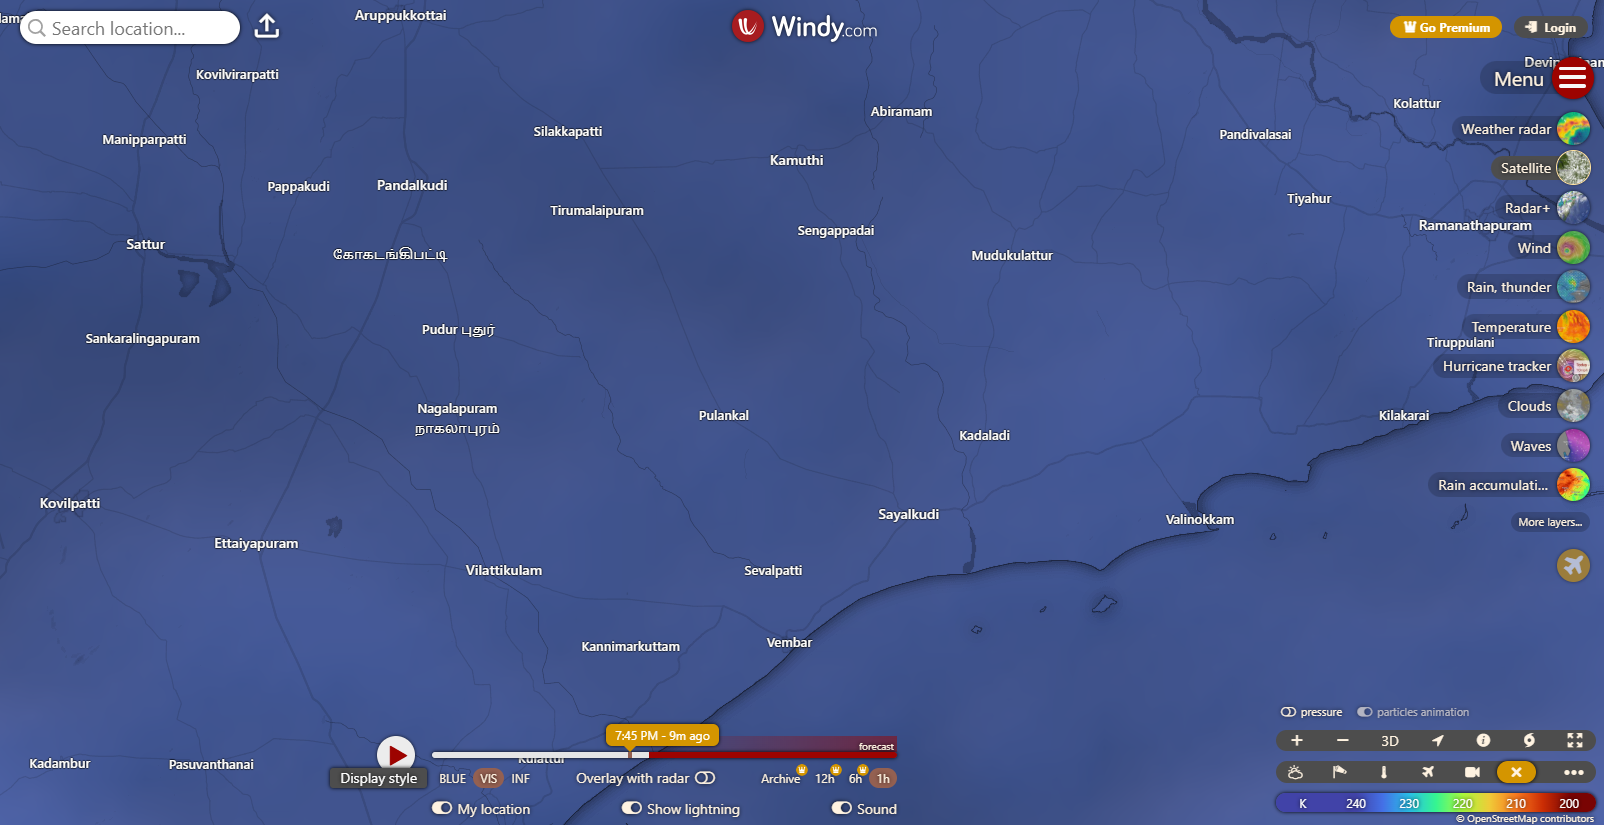 Aruppukkottai
Search location...
Windy.com
Go Premium
Login
Menu
Kovilvirarpatti
Abiramam
Kolattur
Silakkapatti
Pandivalasai
Weather radar
Manipparpatti
Kamuthi
Satellite
Pappakudi
Pandalkudi
Tirumalaipuram
Tiyahur
Radar+
Ramanathapuram
Sengappadai
Sattur
Wind
கோகடங்கிபட்டி
Mudukulattur
Rain, thunder
Pudur புதூர்
Temperature
Sankaralingapuram
Tiruppulani
Hurricane tracker
Nagalapuram
நாகலாபுரம்
Pulankal
Kilakarai
Clouds
Kadaladi
Waves
Rain accumulati...
Kovilpatti
Sayalkudi
Valinokkam
More layers...
Ettaiyapuram
Vilattikulam
Sevalpatti
Kannimarkuttam
Vembar
pressure
particles animation
7:45 PM - 9m ago
forecast
3D
Kadambur
Pasuvanthanai
Kulattur
Display style
BLUE VIS INF
Overlay with radar
Archive 12h 6h 1h
My location
Show lightning
Sound
K 240 230 220 210 200
© OpenStreetMap contributors